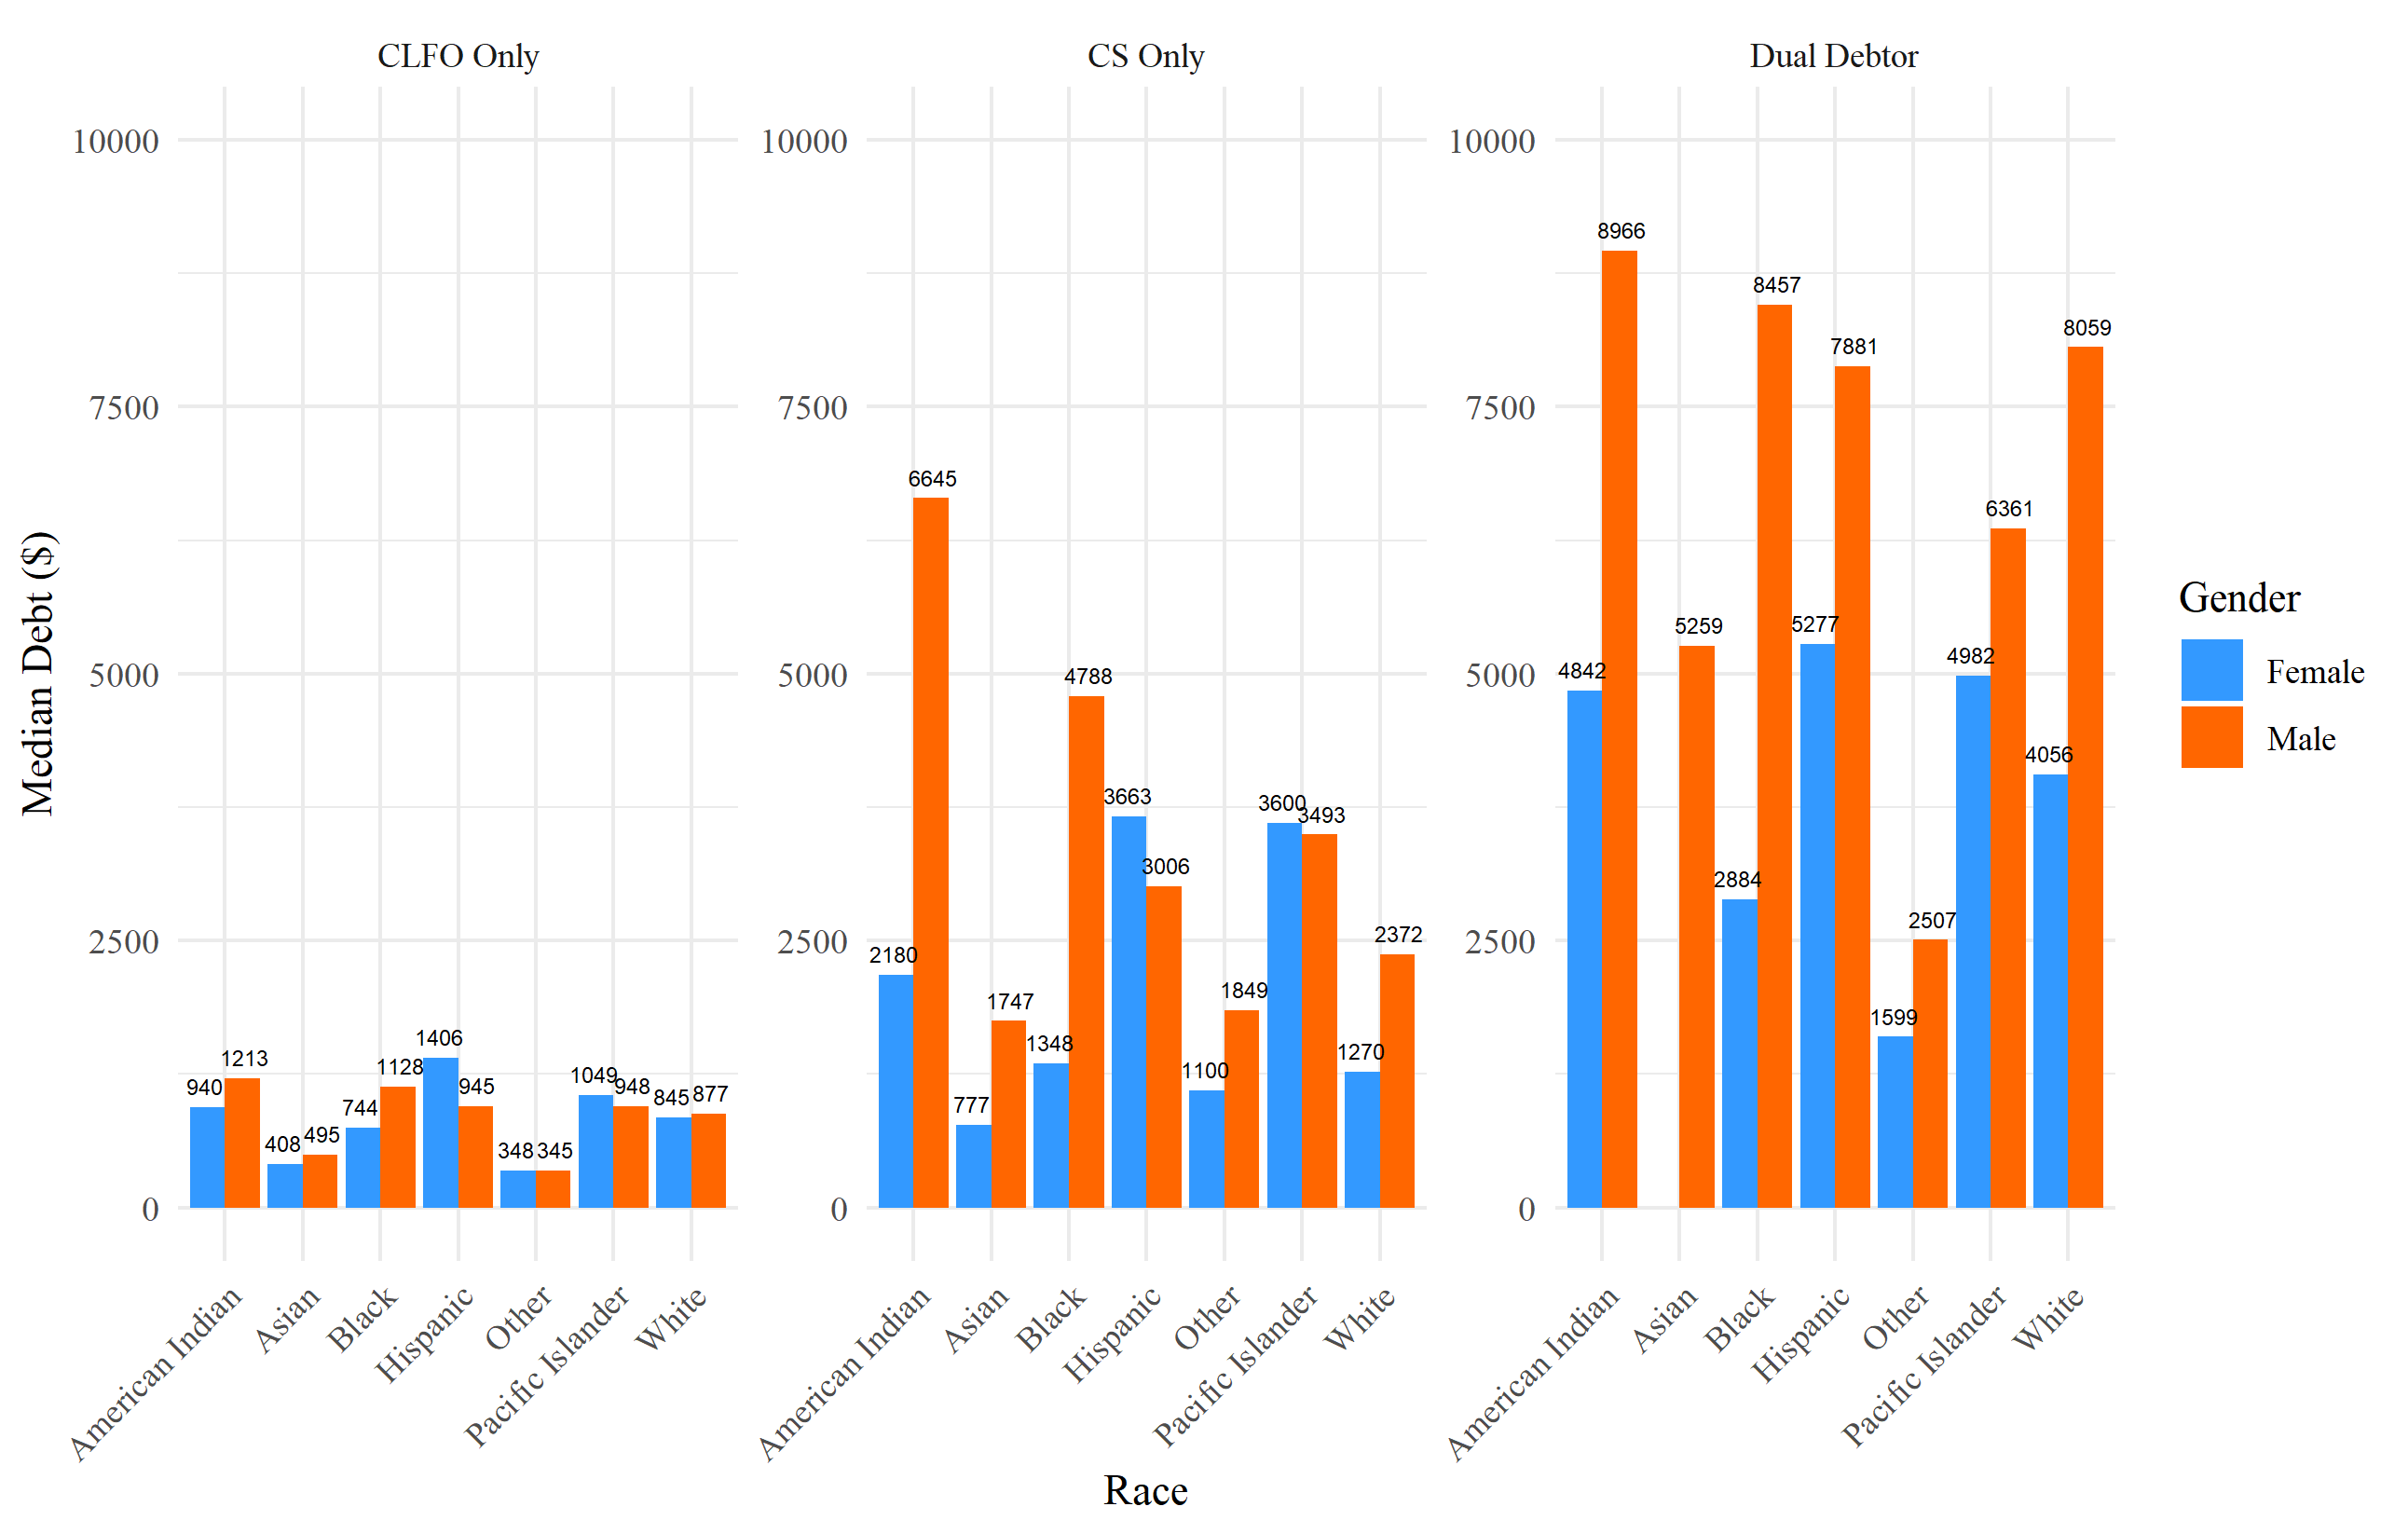 CLFO Only
CS Only
Dual Debtor
Median Debt ($)
10000
7500
5000
2500
0
940
1213
408
495
744
1128
1406
945
348
345
1049
948
845
877
American Indian
Asian
Black
Hispanic
Other
Pacific Islander
White
10000
7500
5000
2500
0
2180
6645
777
1747
1348
4788
3663
3006
1100
1849
3600
3493
1270
2372
American Indian
Asian
Black
Hispanic
Other
Pacific Islander
White
10000
7500
5000
2500
0
4842
8966
5259
2884
8457
5277
7881
1599
2507
4982
6361
4056
8059
American Indian
Asian
Black
Hispanic
Other
Pacific Islander
White
Race
Gender
Female
Male